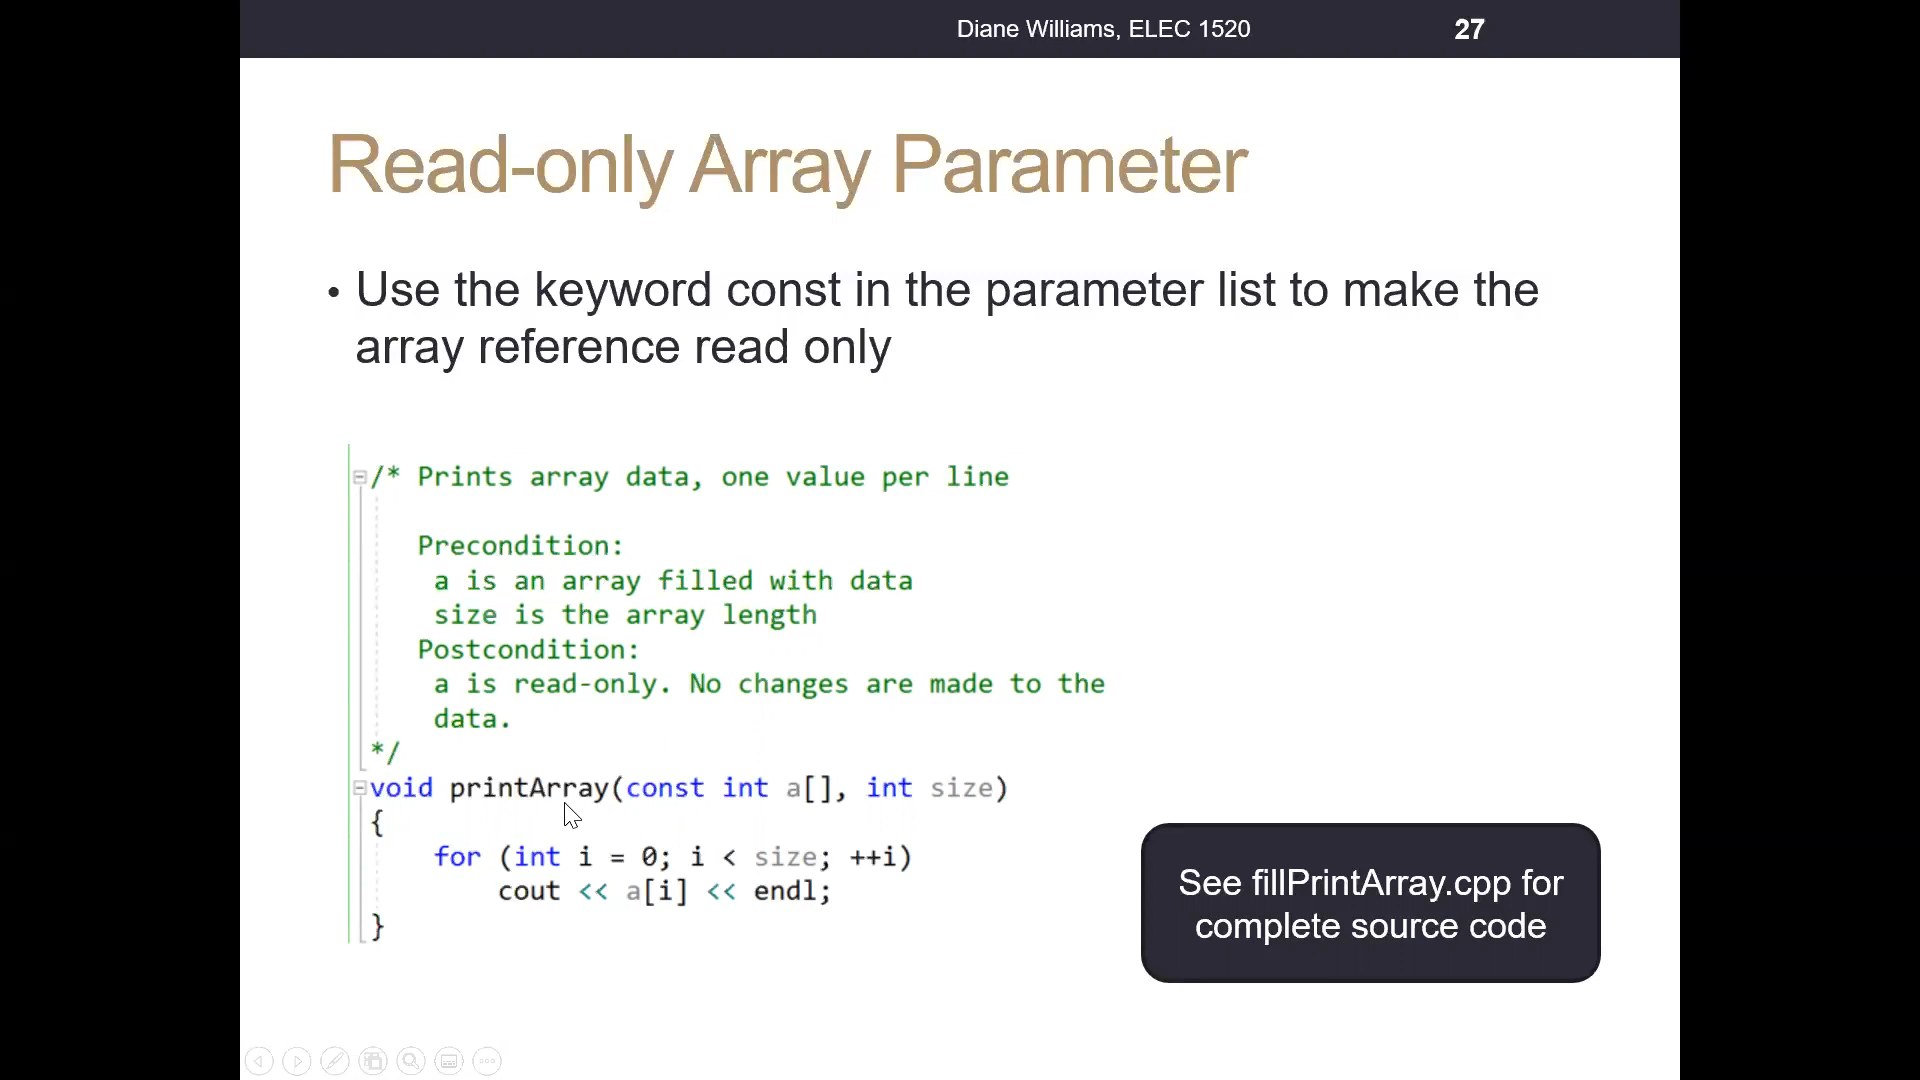 Diane Williams, ELEC 1520
27
Read-only Array Parameter
• Use the keyword const in the parameter list to make the
array reference read only
/* Prints array data, one value per line
Precondition:
a is an array filled with data
size is the array length
Postcondition:
a is read-only. No changes are made to the
data.
*/
void printArray(const int a[], int size)
{
for (int i = 0; i < size; ++i)
cout << a[i] << endl;
}
See fillPrintArray.cpp for
complete source code